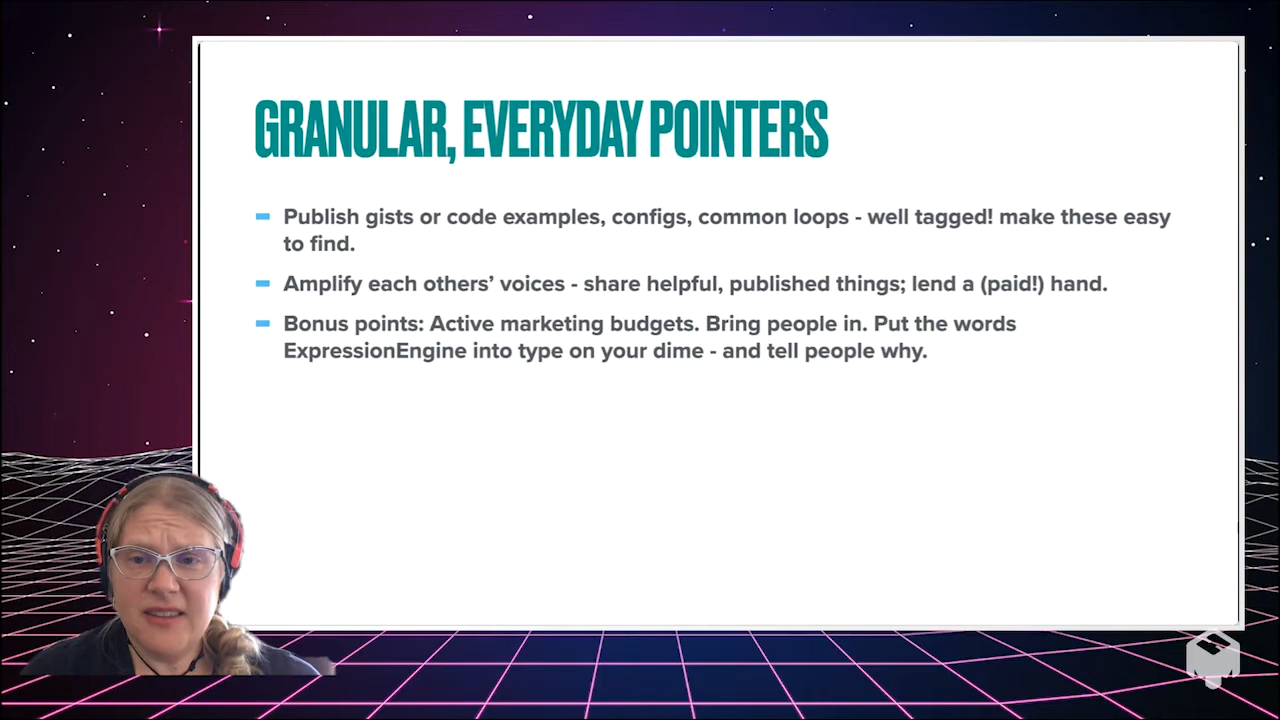 GRANULAR, EVERYDAY POINTERS
Publish gists or code examples, configs, common loops - well tagged! make these easy
to find.
Amplify each others’ voices - share helpful, published things; lend a (paid!) hand.
Bonus points: Active marketing budgets. Bring people in. Put the words
ExpressionEngine into type on your dime - and tell people why.